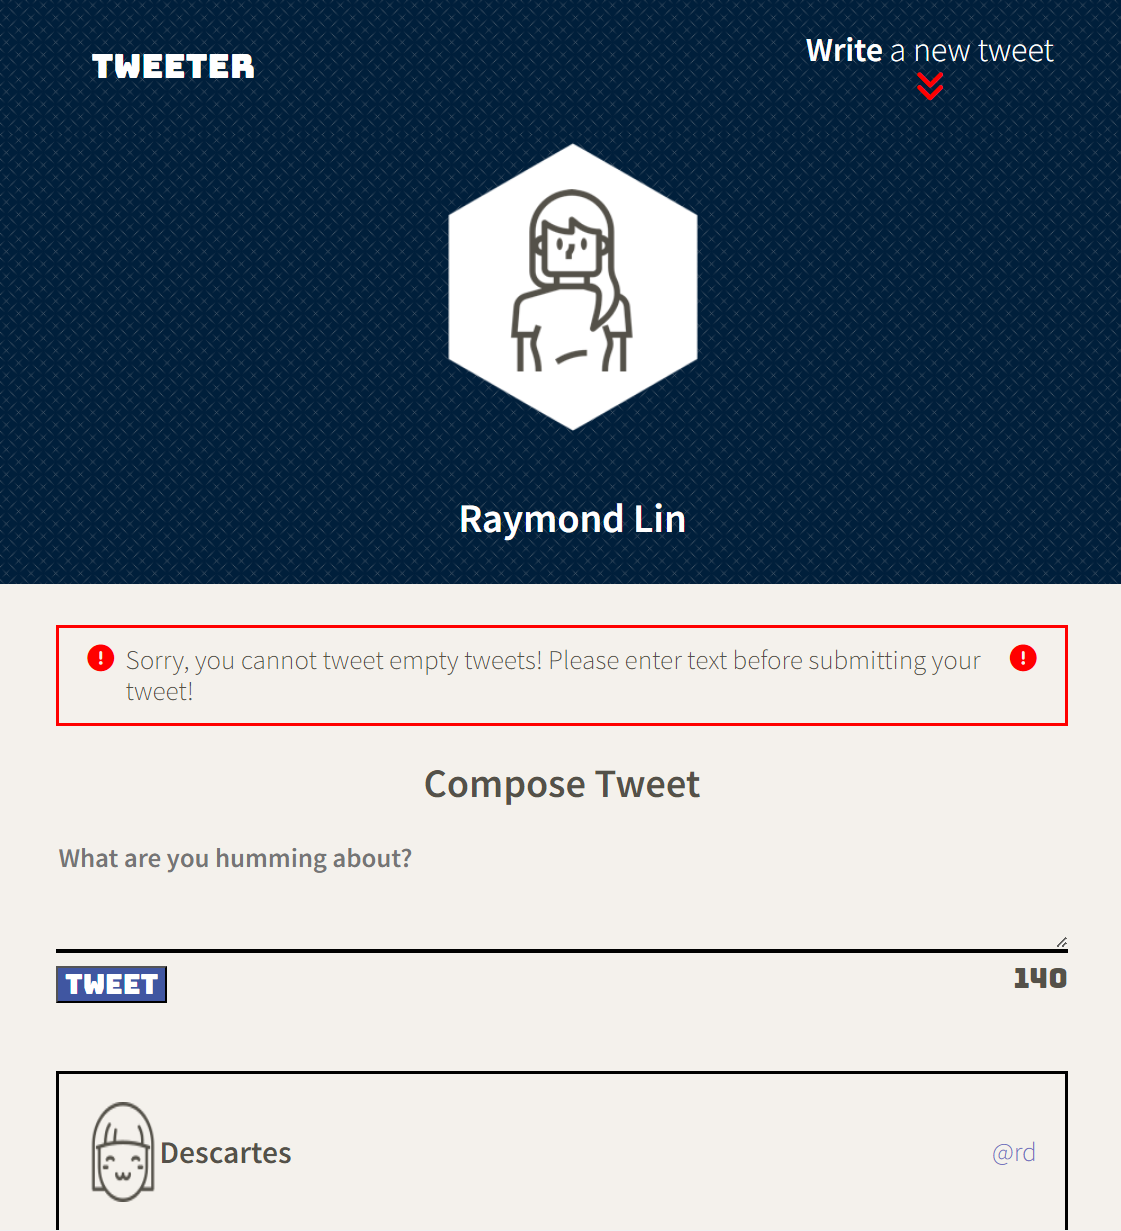 TWEETER
Write a new tweet
Raymond Lin
Sorry, you cannot tweet empty tweets! Please enter text before submitting your
tweet!
Compose Tweet
What are you humming about?
TWEET
140
Descartes
@rd